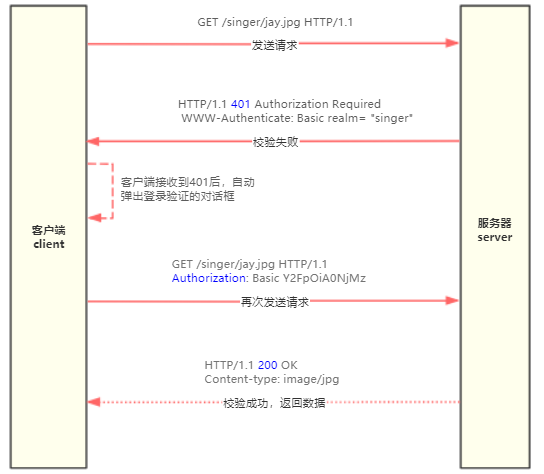 GET /singer/jay.jpg HTTP/1.1
发送请求
HTTP/1.1 401 Authorization Required
WWW-Authenticate: Basic realm= "singer"
校验失败
客户端接收到401后，自动
弹出登录验证的对话框
客户端
client
服务器
server
GET /singer/jay.jpg HTTP/1.1
Authorization: Basic Y2FpOiA0NjMz
再次发送请求
HTTP/1.1 200 OK
Content-type: image/jpg
校验成功，返回数据